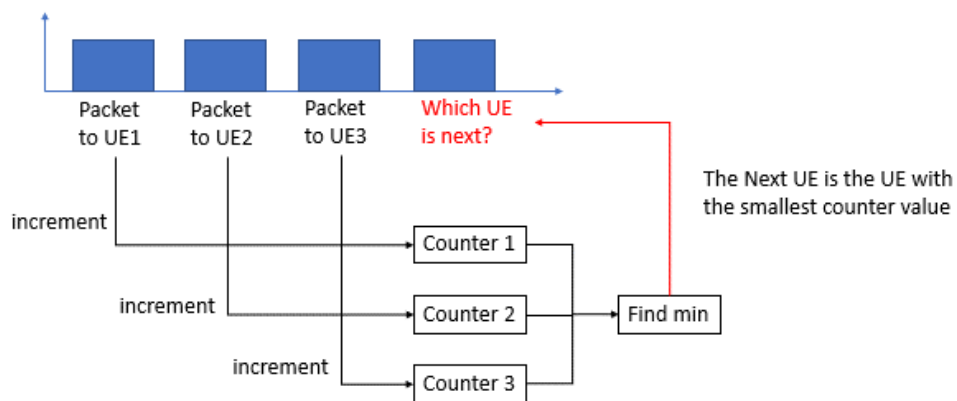 Packet
to UE1
Packet
to UE2
Packet
to UE3
Which UE
is next?
The Next UE is the UE with
the smallest counter value
increment
Counter 1
increment
Counter 2
Find min
increment
Counter 3